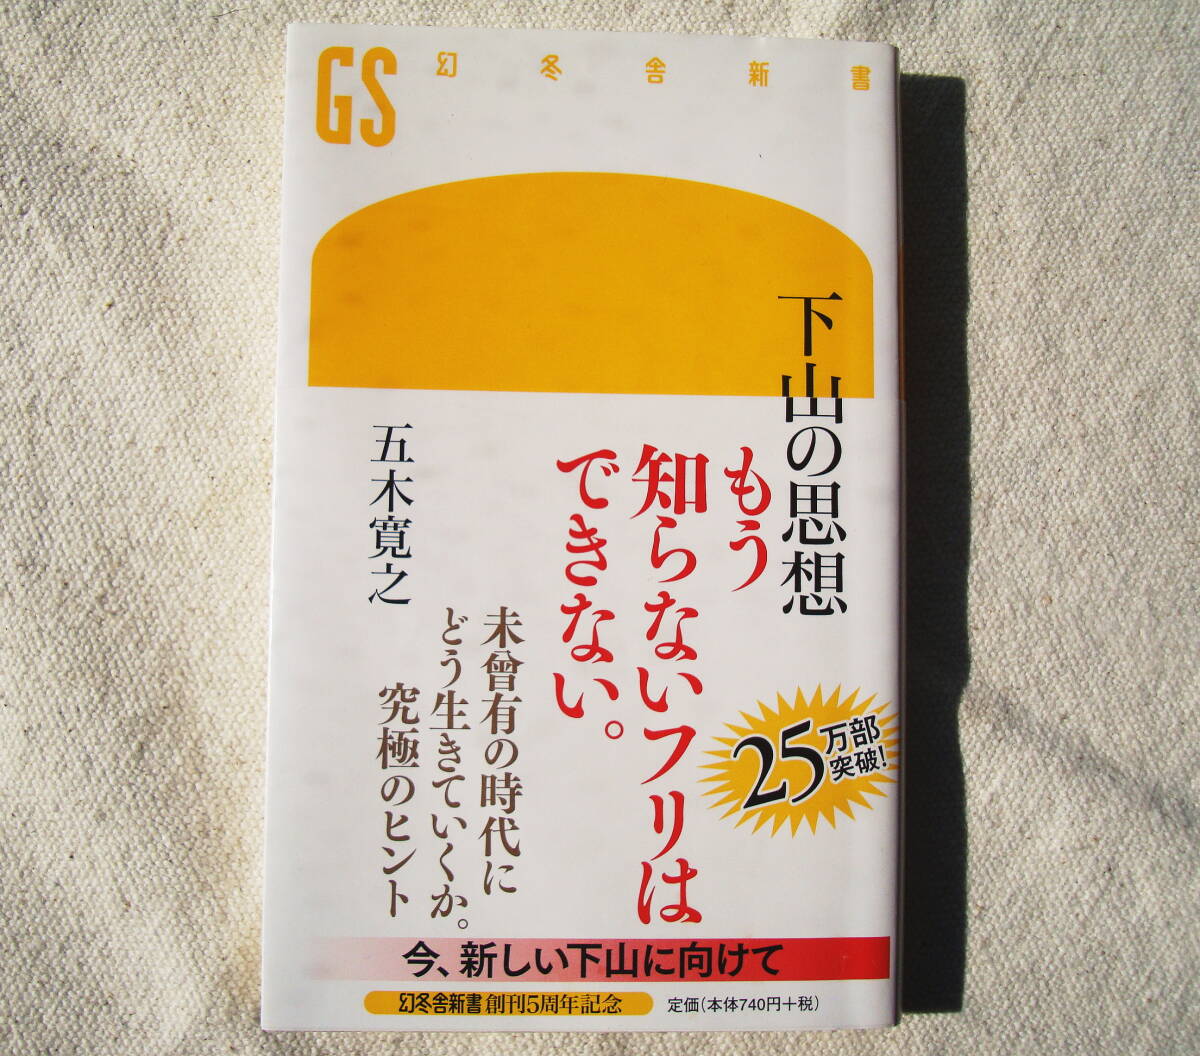 GS
幻冬舎新書
下山の思想
五木寛之
もう
知らないフリは
できない。
未曾有の時代に
どう生きていくか。
究極のヒント
25万部
突破!
今、新しい下山に向けて
幻冬舎新書 創刊5周年記念
定価(本体740円+税)